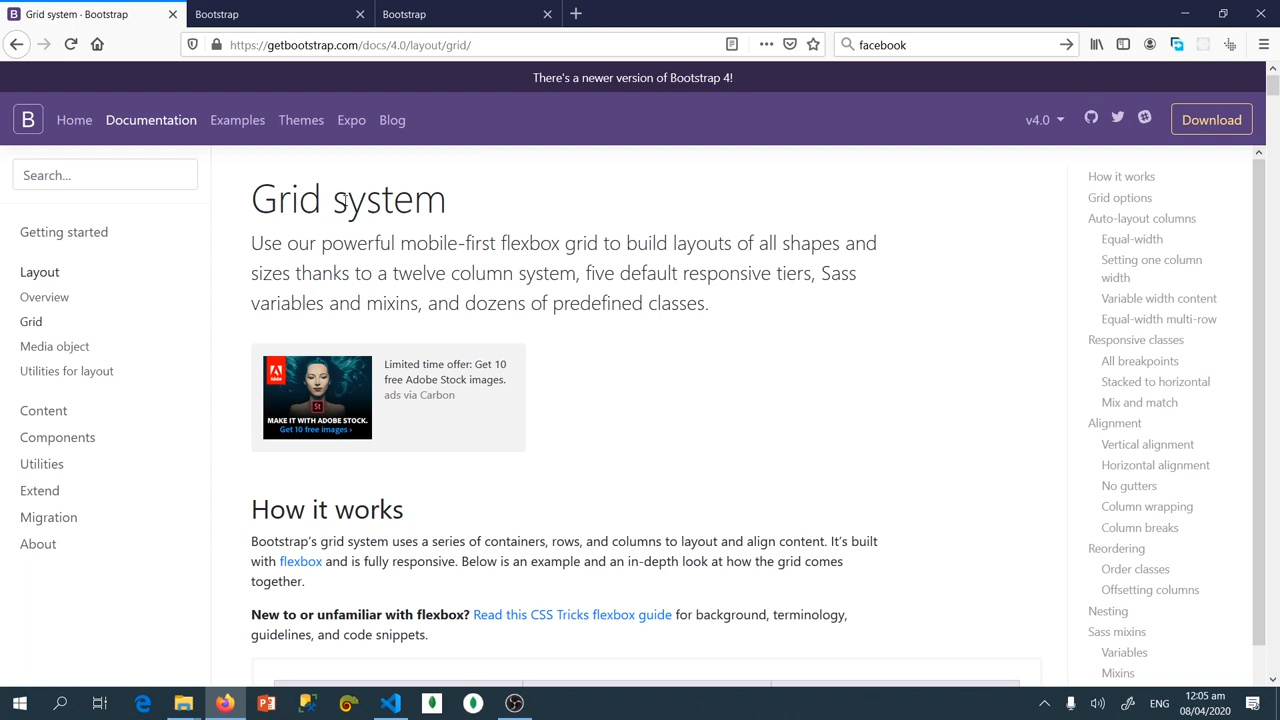 Grid system · Bootstrap
Bootstrap
Bootstrap
https://getbootstrap.com/docs/4.0/layout/grid/
facebook
There's a newer version of Bootstrap 4!
B
Home
Documentation
Examples
Themes
Expo
Blog
v4.0
Download
Search...
Getting started
Layout
Overview
Grid
Media object
Utilities for layout
Content
Components
Utilities
Extend
Migration
About
Grid system
Use our powerful mobile-first flexbox grid to build layouts of all shapes and
sizes thanks to a twelve column system, five default responsive tiers, Sass
variables and mixins, and dozens of predefined classes.
St
MAKE IT WITH ADOBE STOCK.
Get 10 free images ›
Limited time offer: Get 10
free Adobe Stock images.
ads via Carbon
How it works
Bootstrap’s grid system uses a series of containers, rows, and columns to layout and align content. It’s built
with flexbox and is fully responsive. Below is an example and an in-depth look at how the grid comes
together.
New to or unfamiliar with flexbox? Read this CSS Tricks flexbox guide for background, terminology,
guidelines, and code snippets.
How it works
Grid options
Auto-layout columns
Equal-width
Setting one column
width
Variable width content
Equal-width multi-row
Responsive classes
All breakpoints
Stacked to horizontal
Mix and match
Alignment
Vertical alignment
Horizontal alignment
No gutters
Column wrapping
Column breaks
Reordering
Order classes
Offsetting columns
Nesting
Sass mixins
Variables
Mixins
ENG
12:05 am
08/04/2020